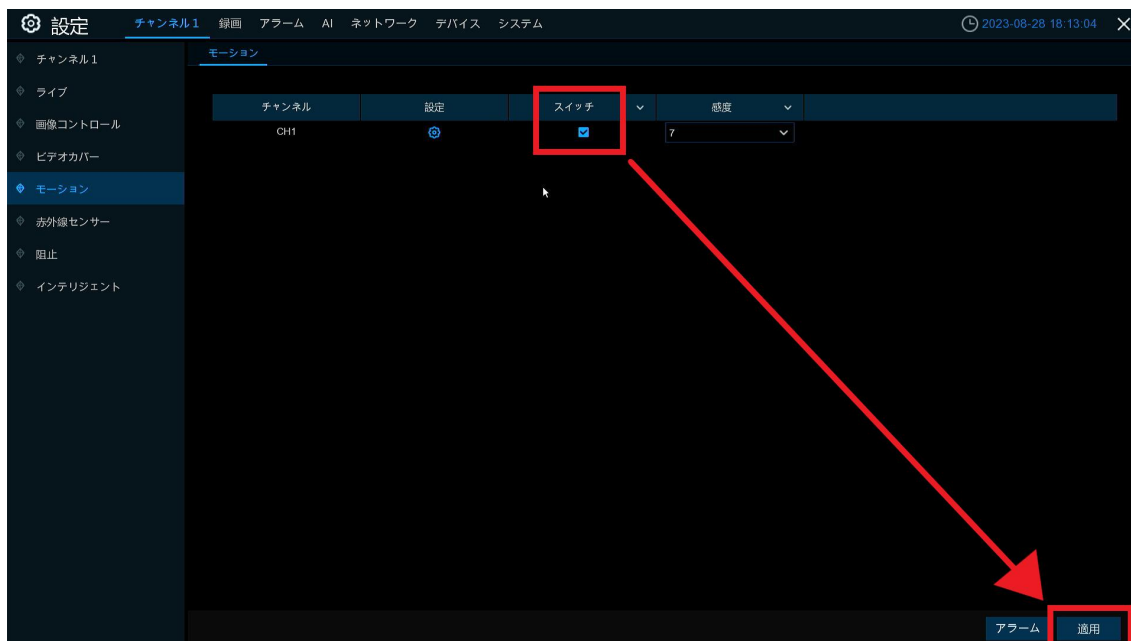 設定 チャンネル1 録画 アラーム AI ネットワーク デバイス システム 2023-08-28 18:13:04
モーション
チャンネル1
ライブ
画像コントロール
ビデオカバー
モーション
赤外線センサー
阻止
インテリジェント
チャンネル 設定 スイッチ 感度
CH1 7
アラーム 適用